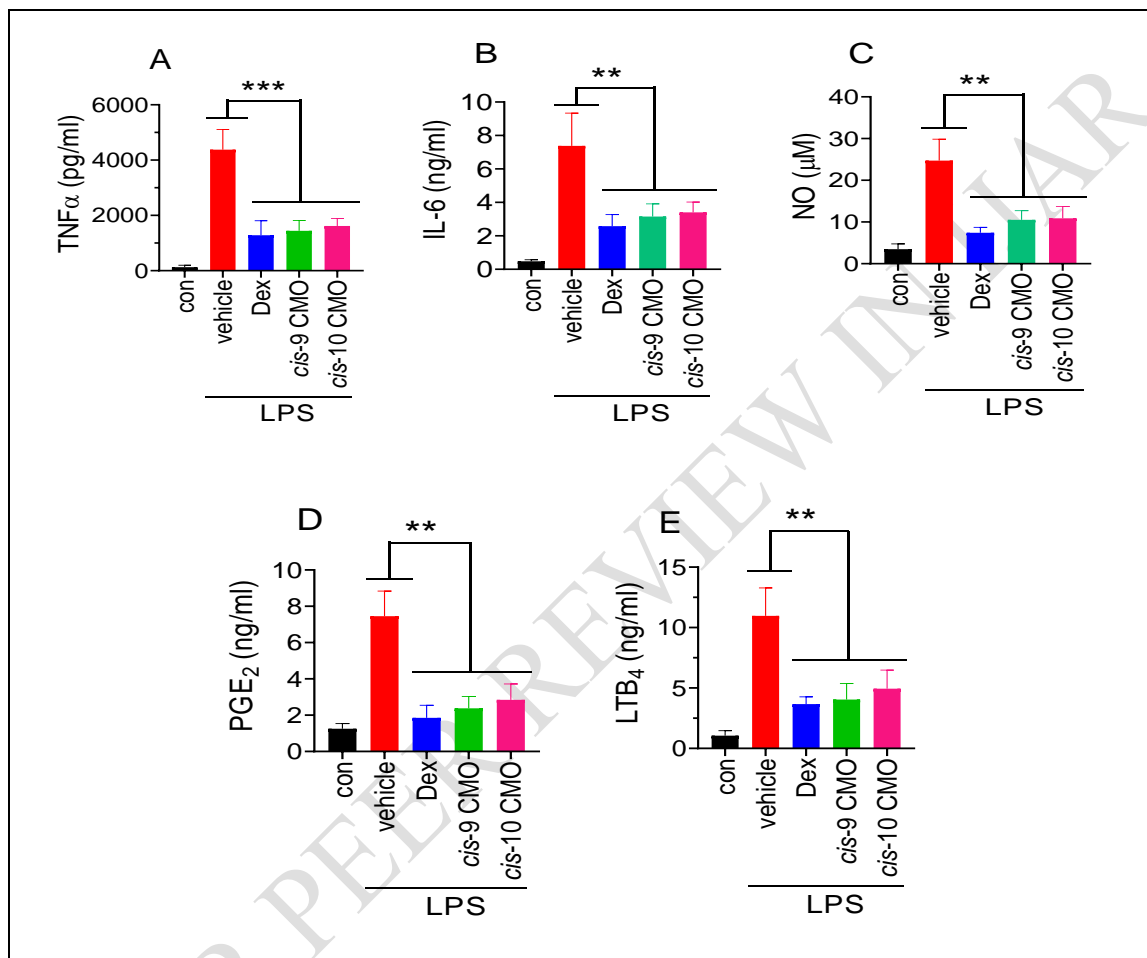 A
***
TNFα (pg/ml)
6000
4000
2000
0
con
vehicle
Dex
cis-9 CMO
cis-10 CMO
LPS
B
**
IL-6 (ng/ml)
10
8
6
4
2
0
con
vehicle
Dex
cis-9 CMO
cis-10 CMO
LPS
C
**
NO (μM)
40
30
20
10
0
con
vehicle
Dex
cis-9 CMO
cis-10 CMO
LPS
D
**
PGE2 (ng/ml)
10
8
6
4
2
0
con
vehicle
Dex
cis-9 CMO
cis-10 CMO
LPS
E
**
LTB4 (ng/ml)
15
10
5
0
con
vehicle
Dex
cis-9 CMO
cis-10 CMO
LPS
PEER REVIEW IN